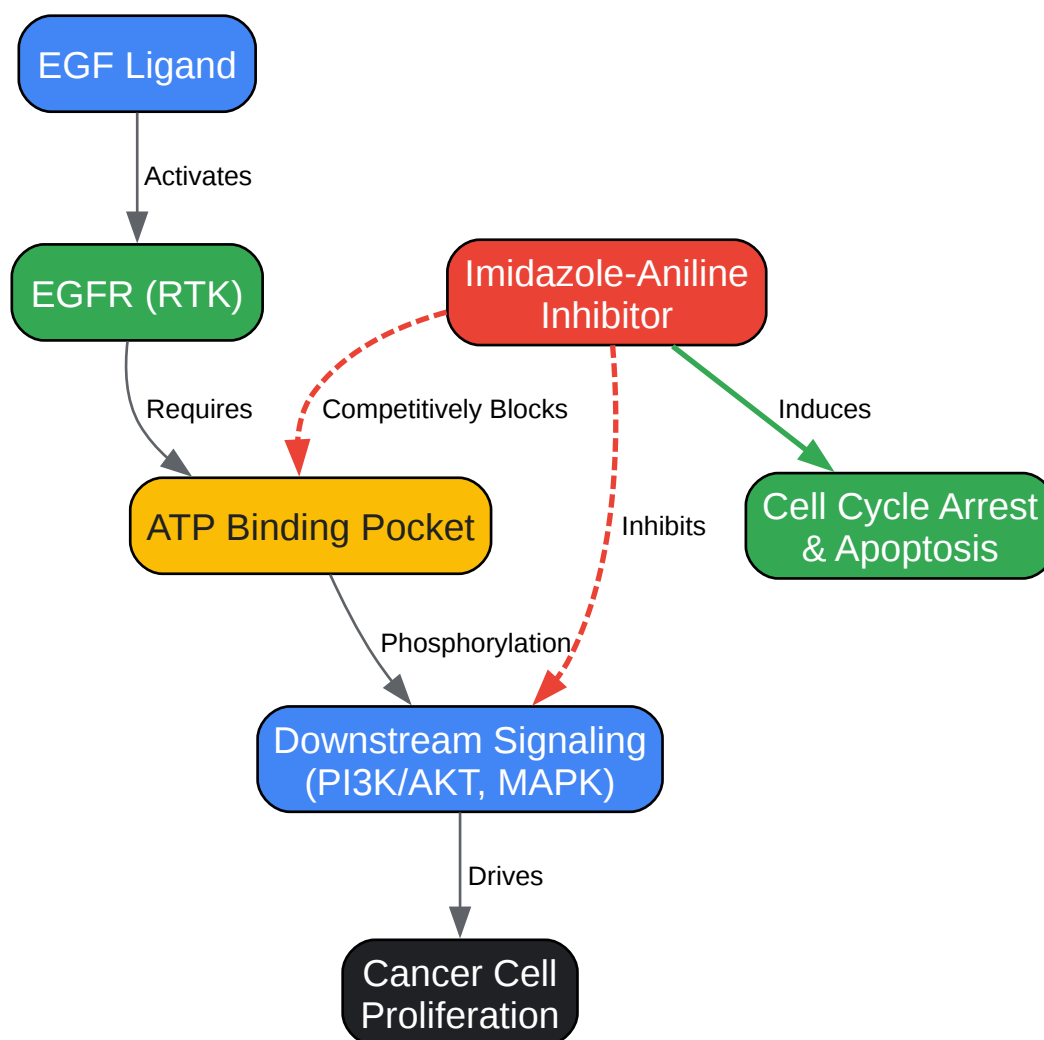 EGF Ligand
Activates
EGFR (RTK)
Imidazole-Aniline
Inhibitor
Requires
Competitively Blocks
Induces
ATP Binding Pocket
Inhibits
Cell Cycle Arrest
& Apoptosis
Phosphorylation
Downstream Signaling
(PI3K/AKT, MAPK)
Drives
Cancer Cell
Proliferation